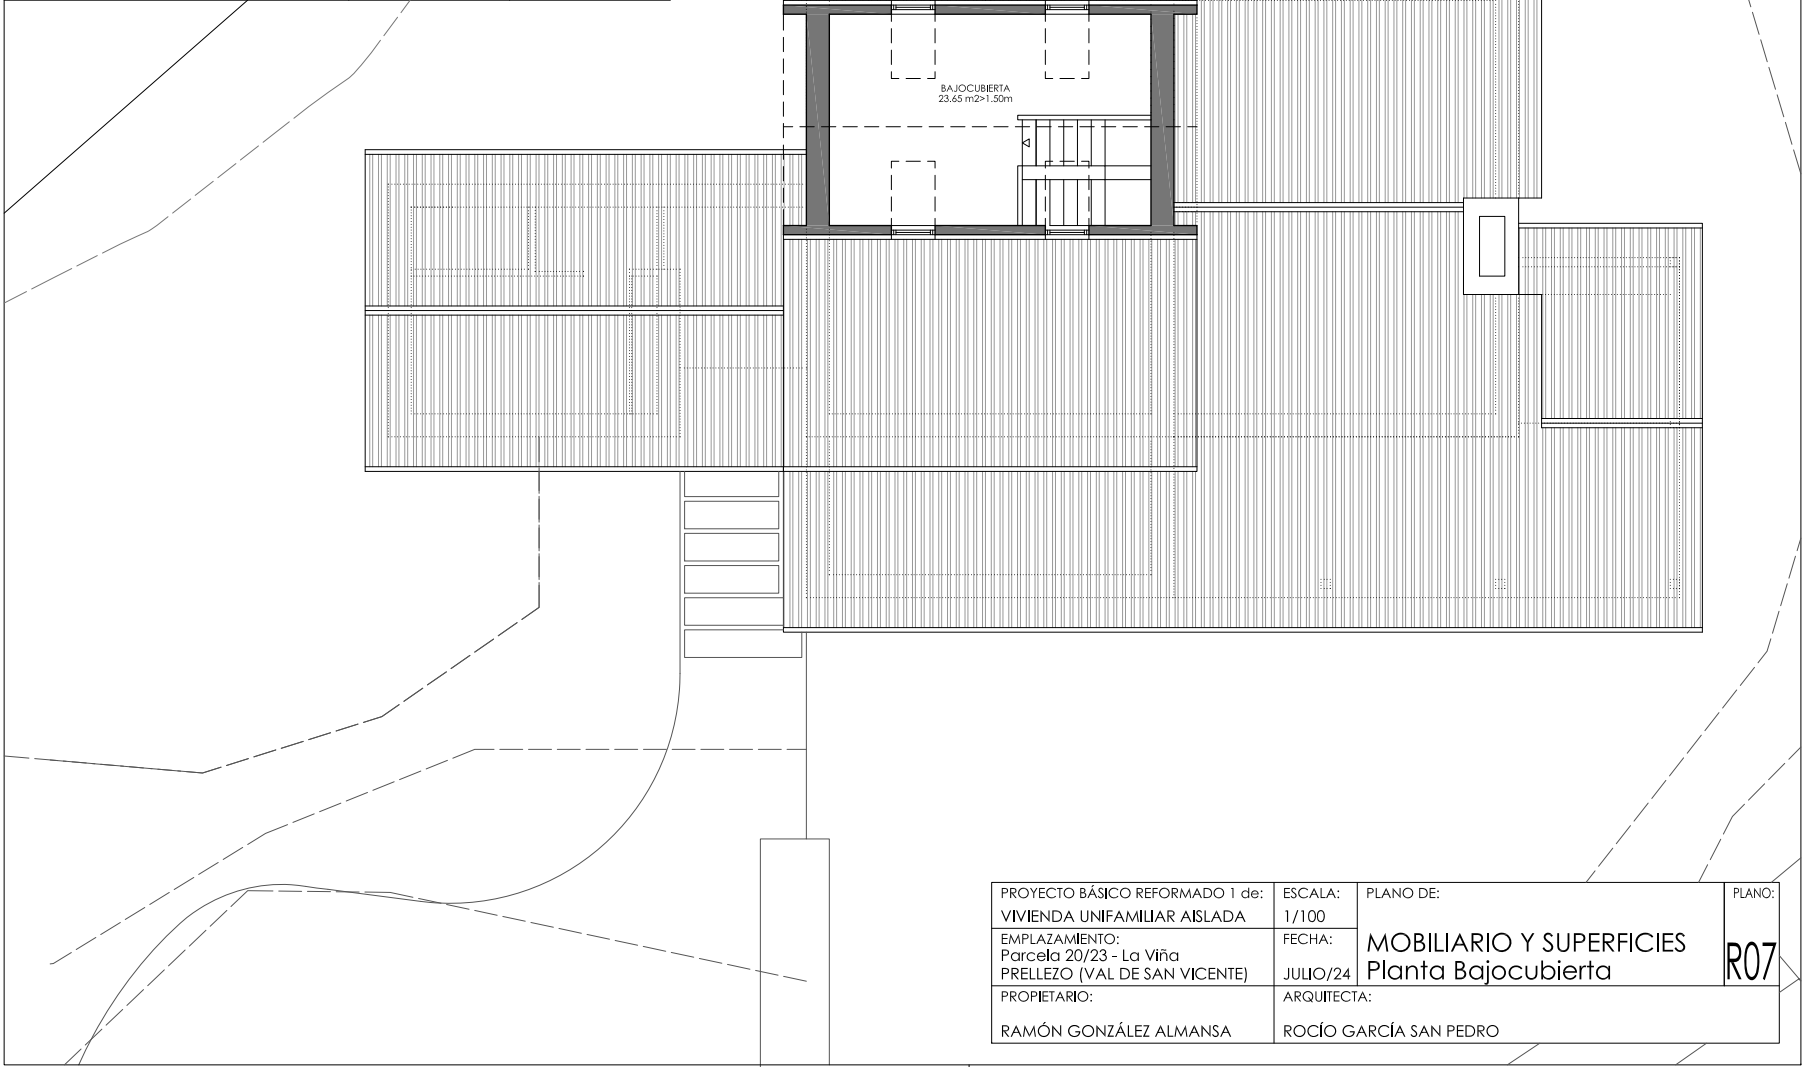 BAJOCUBIERTA
23.65 m2>1.50m
PROYECTO BÁSICO REFORMADO 1 de:
VIVIENDA UNIFAMILIAR AISLADA
ESCALA:
1/100
PLANO DE:
MOBILIARIO Y SUPERFICIES
Planta Bajocubierta
PLANO:
R07
EMPLAZAMIENTO:
Parcela 20/23 - La Viña
PRELLEZO (VAL DE SAN VICENTE)
FECHA:
JULIO/24
PROPIETARIO:
RAMÓN GONZÁLEZ ALMANSA
ARQUITECTA:
ROCÍO GARCÍA SAN PEDRO